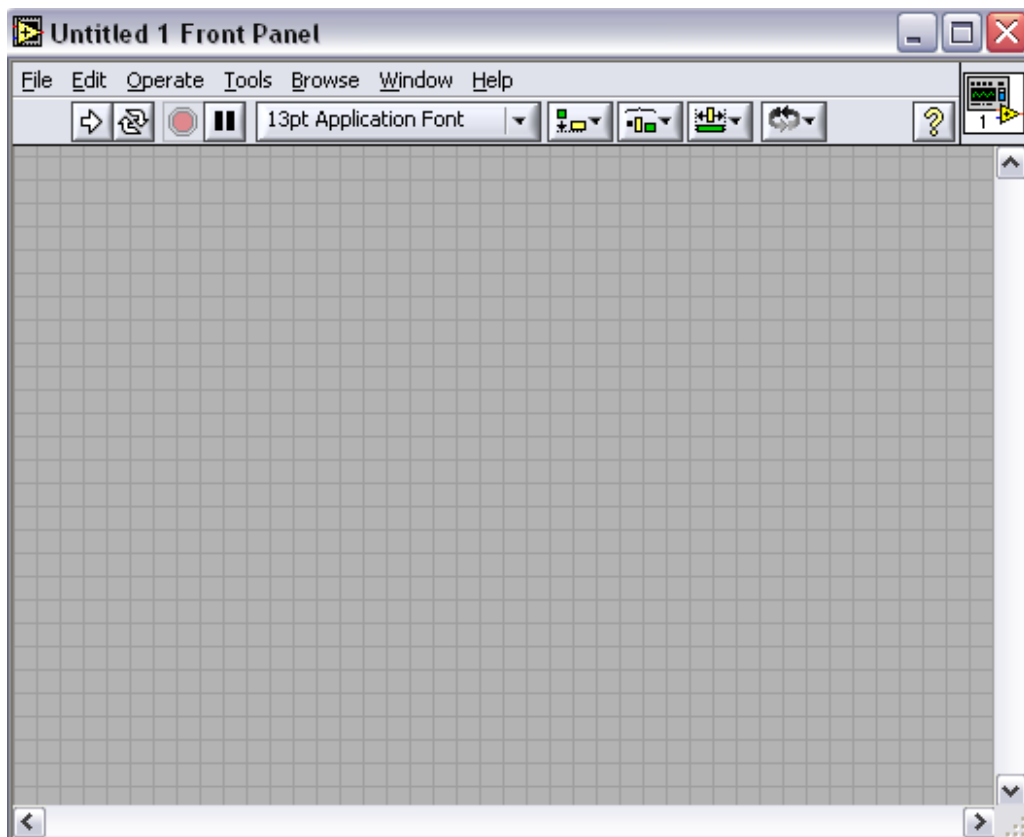 Untitled 1 Front Panel
File Edit Operate Tools Browse Window Help
13pt Application Font
?
1